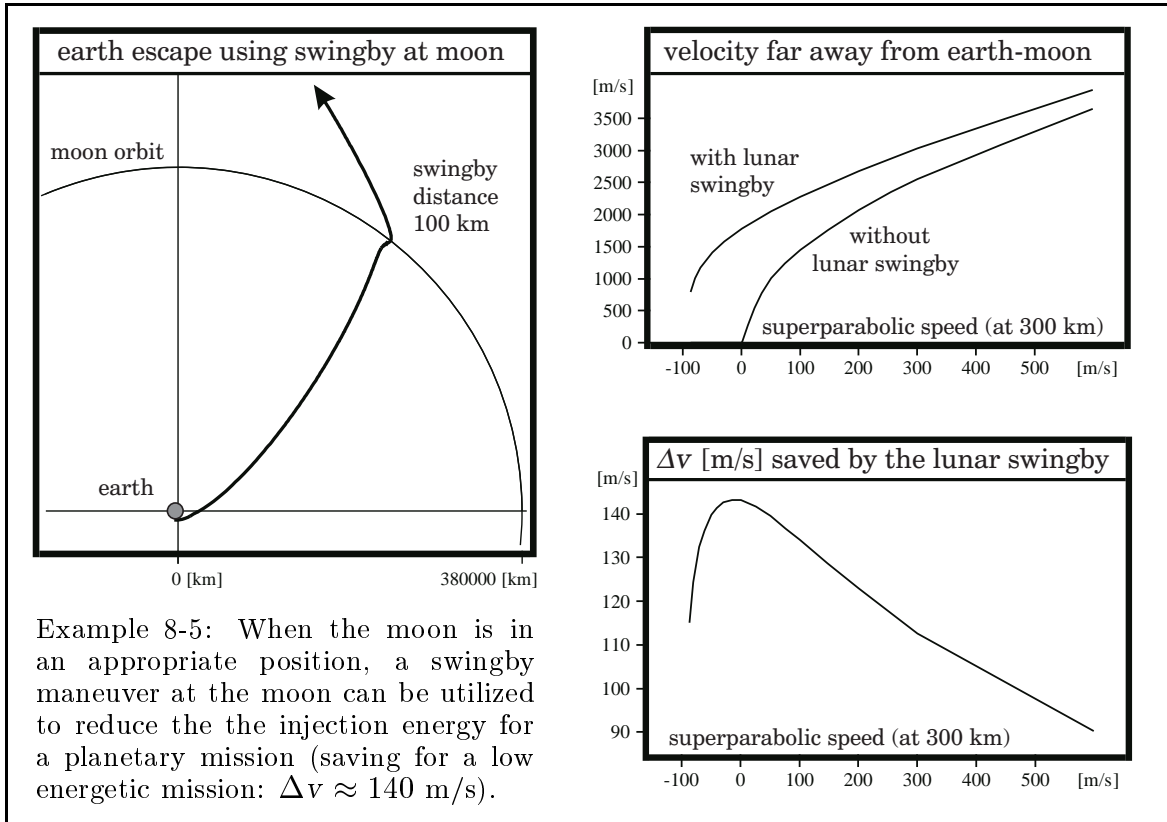 earth escape using swingby at moon
moon orbit
swingby
distance
100 km
earth
0 [km]
380000 [km]
Example 8-5: When the moon is in
an appropriate position, a swingby
maneuver at the moon can be utilized
to reduce the the injection energy for
a planetary mission (saving for a low
energetic mission: Δv ≈ 140 m/s).
velocity far away from earth-moon
[m/s]
3500
3000
2500
2000
1500
1000
500
0
with lunar
swingby
without
lunar swingby
superparabolic speed (at 300 km)
-100 0 100 200 300 400 500 [m/s]
Δv [m/s] saved by the lunar swingby
[m/s]
140
130
120
110
100
90
superparabolic speed (at 300 km)
-100 0 100 200 300 400 500 [m/s]